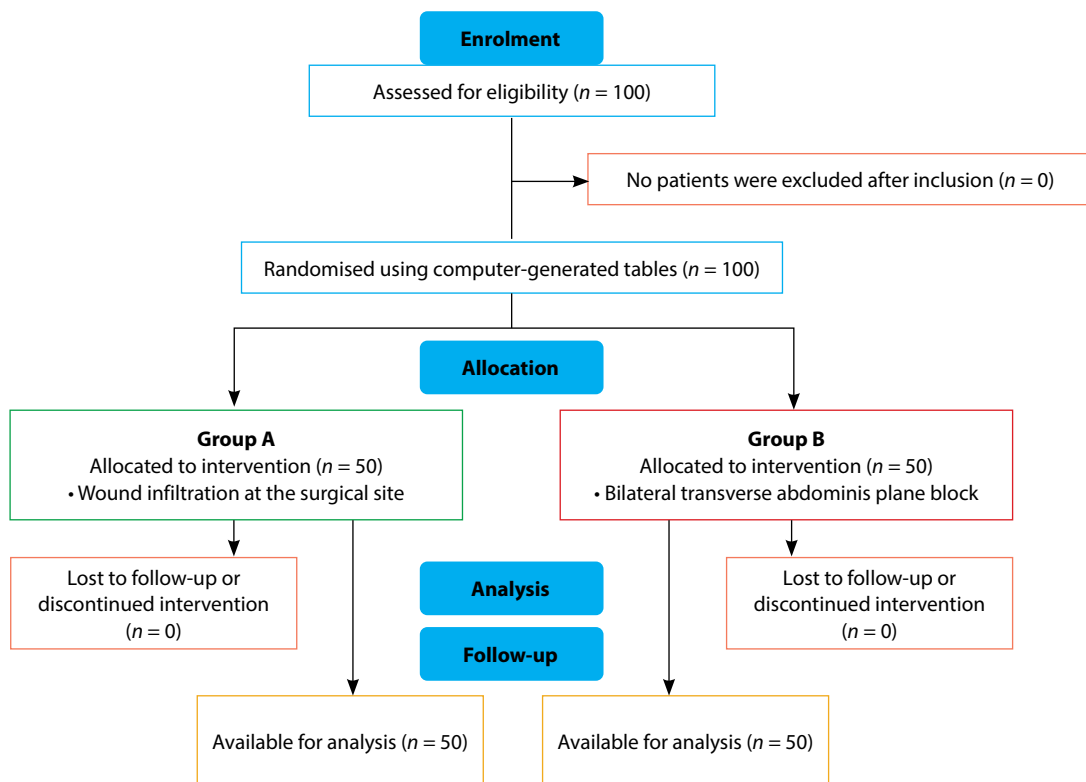 Enrolment
Assessed for eligibility (n = 100)
No patients were excluded after inclusion (n = 0)
Randomised using computer-generated tables (n = 100)
Allocation
Group A
Allocated to intervention (n = 50)
• Wound infiltration at the surgical site
Group B
Allocated to intervention (n = 50)
• Bilateral transverse abdominis plane block
Lost to follow-up or
discontinued intervention
(n = 0)
Analysis
Lost to follow-up or
discontinued intervention
(n = 0)
Follow-up
Available for analysis (n = 50)
Available for analysis (n = 50)